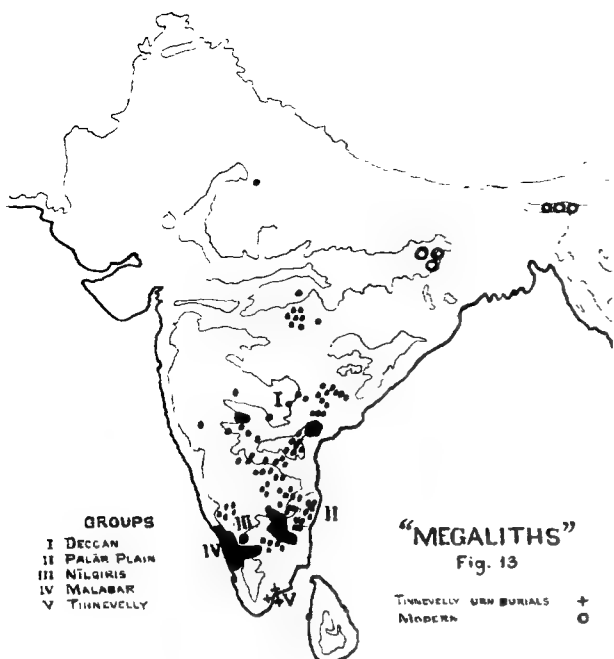 I
II
III
IV
V
GROUPS
I DECCAN
II PALĀR PLAIN
III NĪLGIRIS
IV MALABAR
V TINNEVELLY
"MEGALITHS"
Fig. 13
TINNEVELLY URN BURIALS +
MODERN O